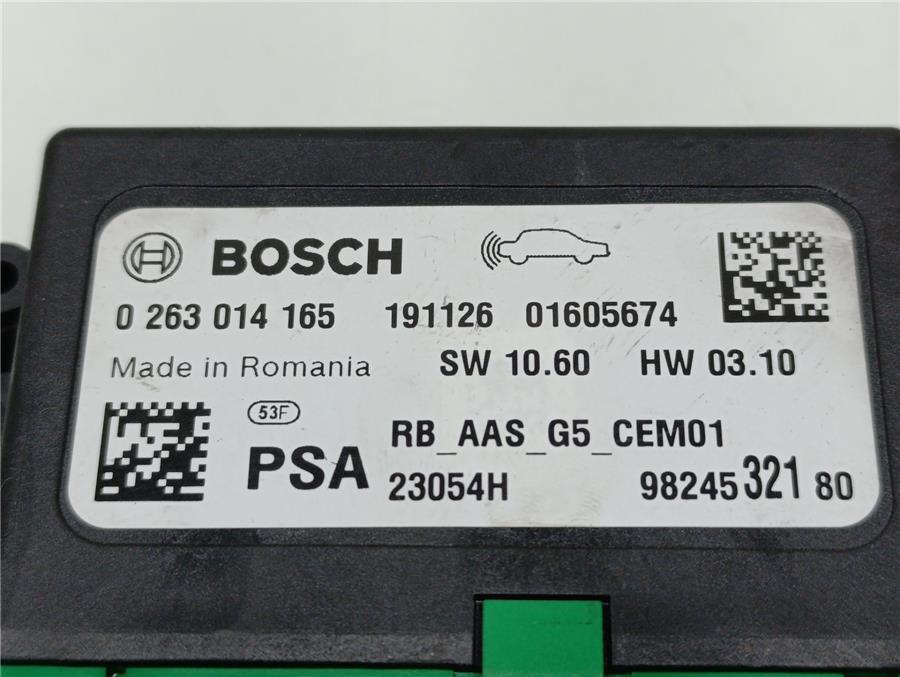 BOSCH
0 263 014 165 191126 01605674
Made in Romania SW 10.60 HW 03.10
53F
PSA RB_AAS_G5_CEM01
23054H 98245 321 80